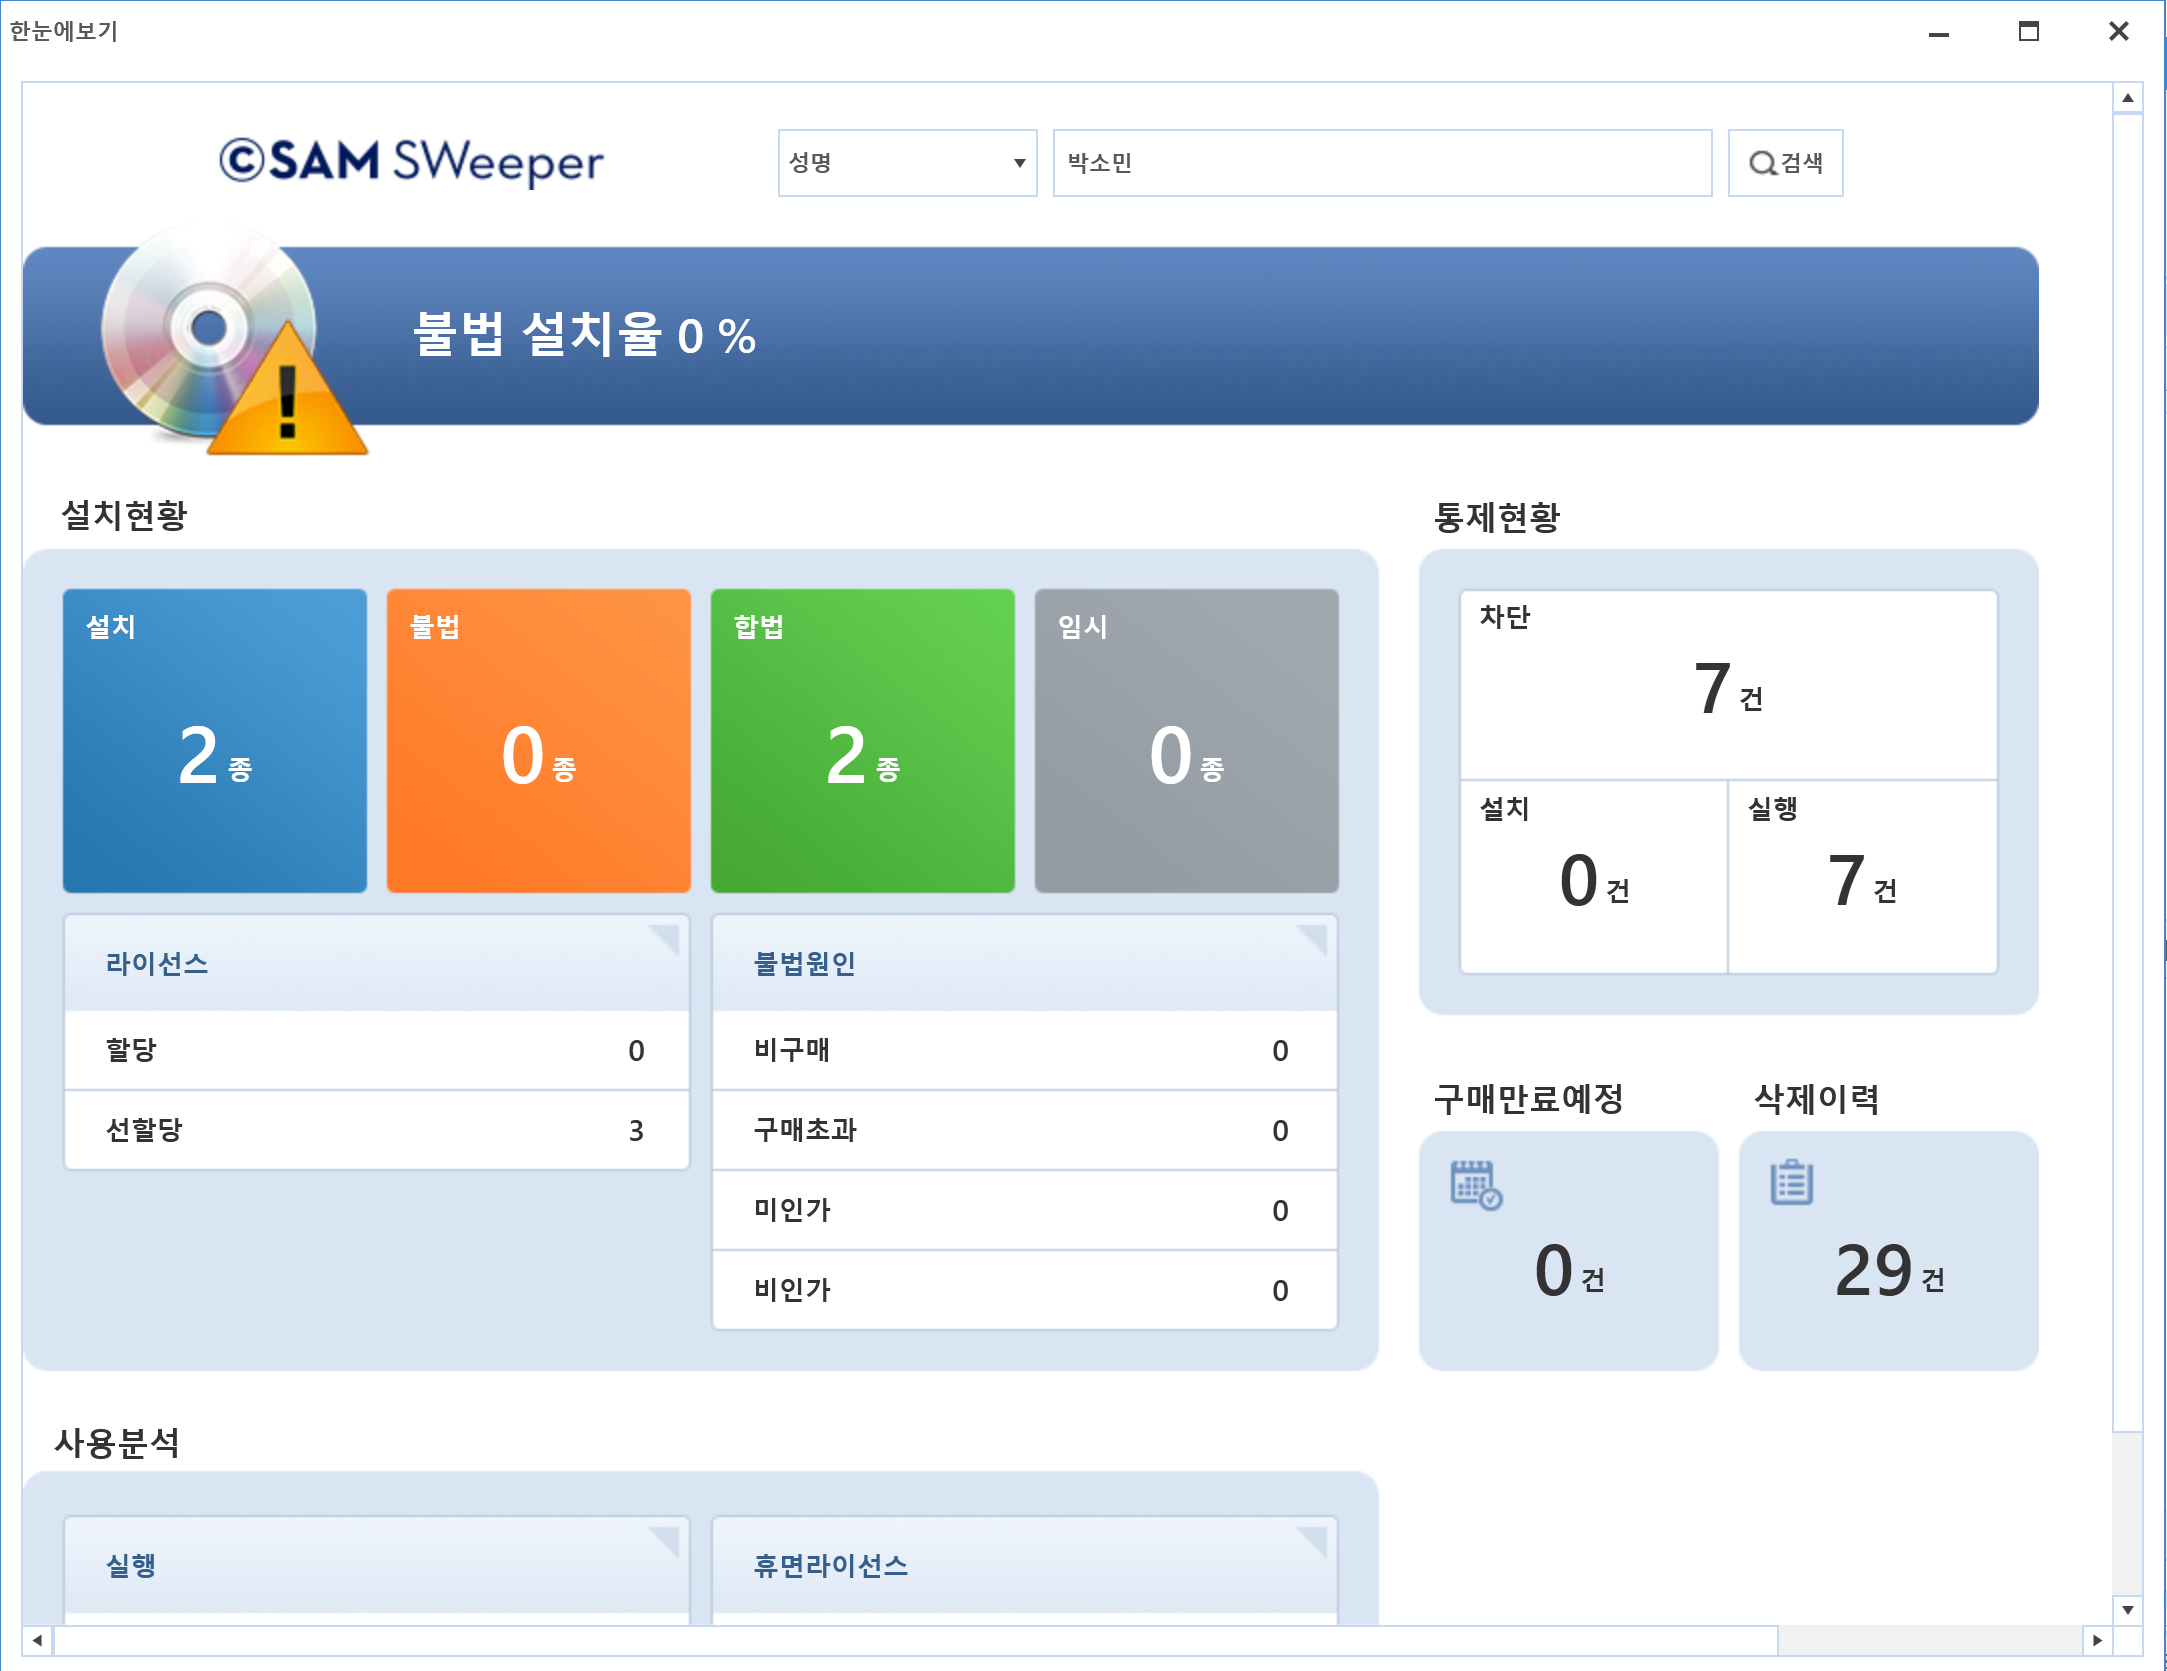 한눈에보기
©SAM SWeeper
성명
박소민
검색
불법 설치율 0 %
설치현황
설치
2 종
불법
0 종
합법
2 종
임시
0 종
라이선스
할당 0
선할당 3
불법원인
비구매 0
구매초과 0
미인가 0
비인가 0
통제현황
차단
7 건
설치
0 건
실행
7 건
구매만료예정
0 건
삭제이력
29 건
사용분석
실행
휴면라이선스